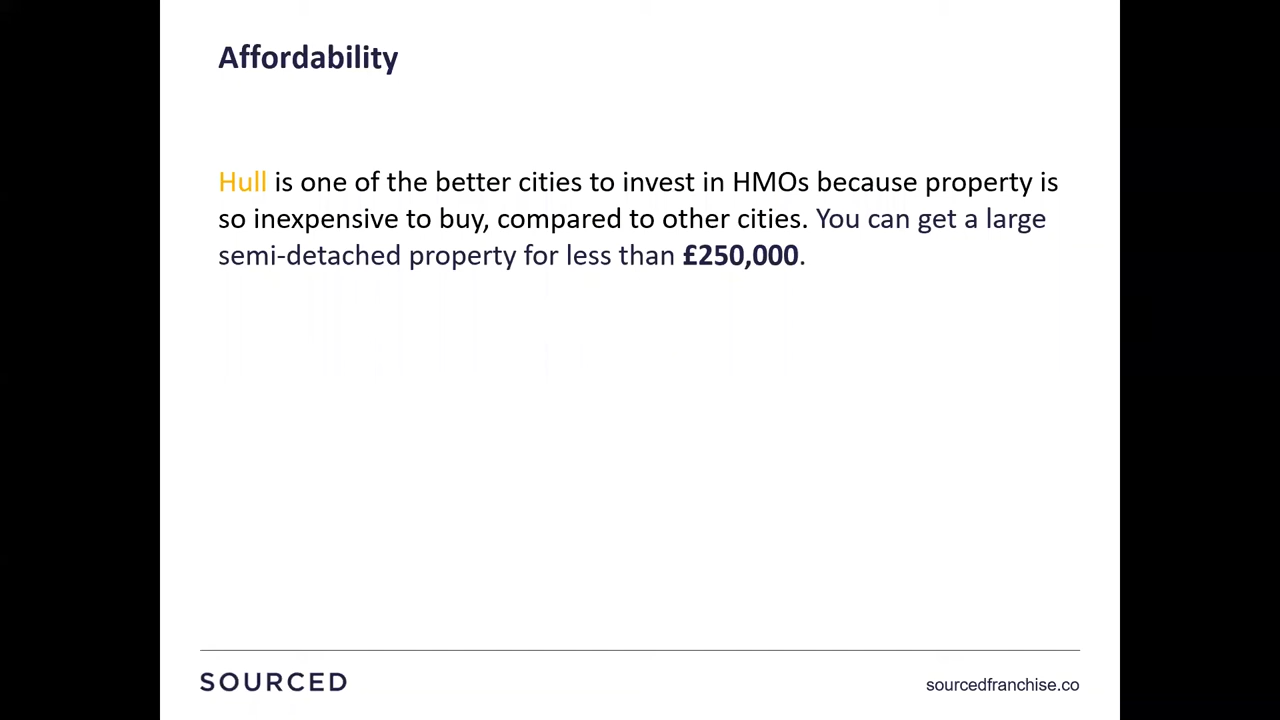 Affordability
Hull is one of the better cities to invest in HMOs because property is
so inexpensive to buy, compared to other cities. You can get a large
semi-detached property for less than £250,000.
SOURCED
sourcedfranchise.co